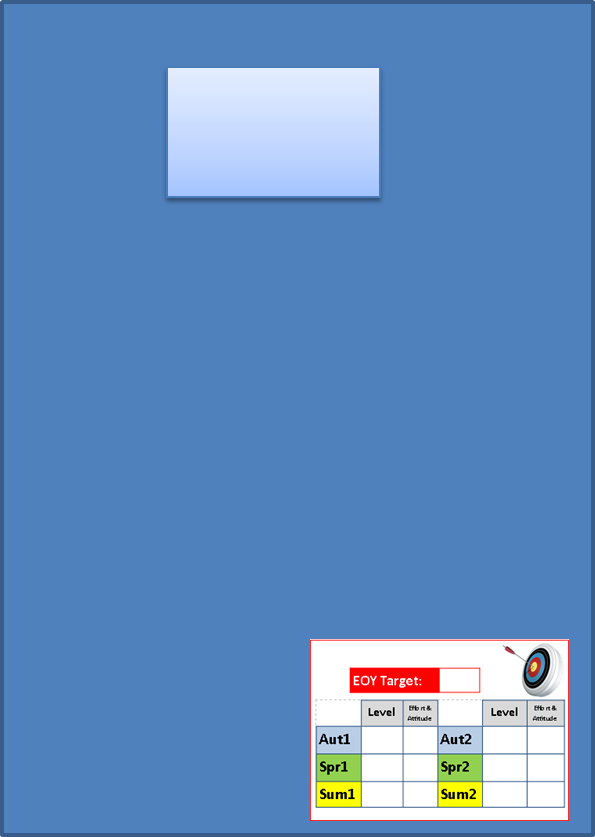 EOY Target:
Level Effort & Attitude Level Effort & Attitude
Aut1 Aut2
Spr1 Spr2
Sum1 Sum2